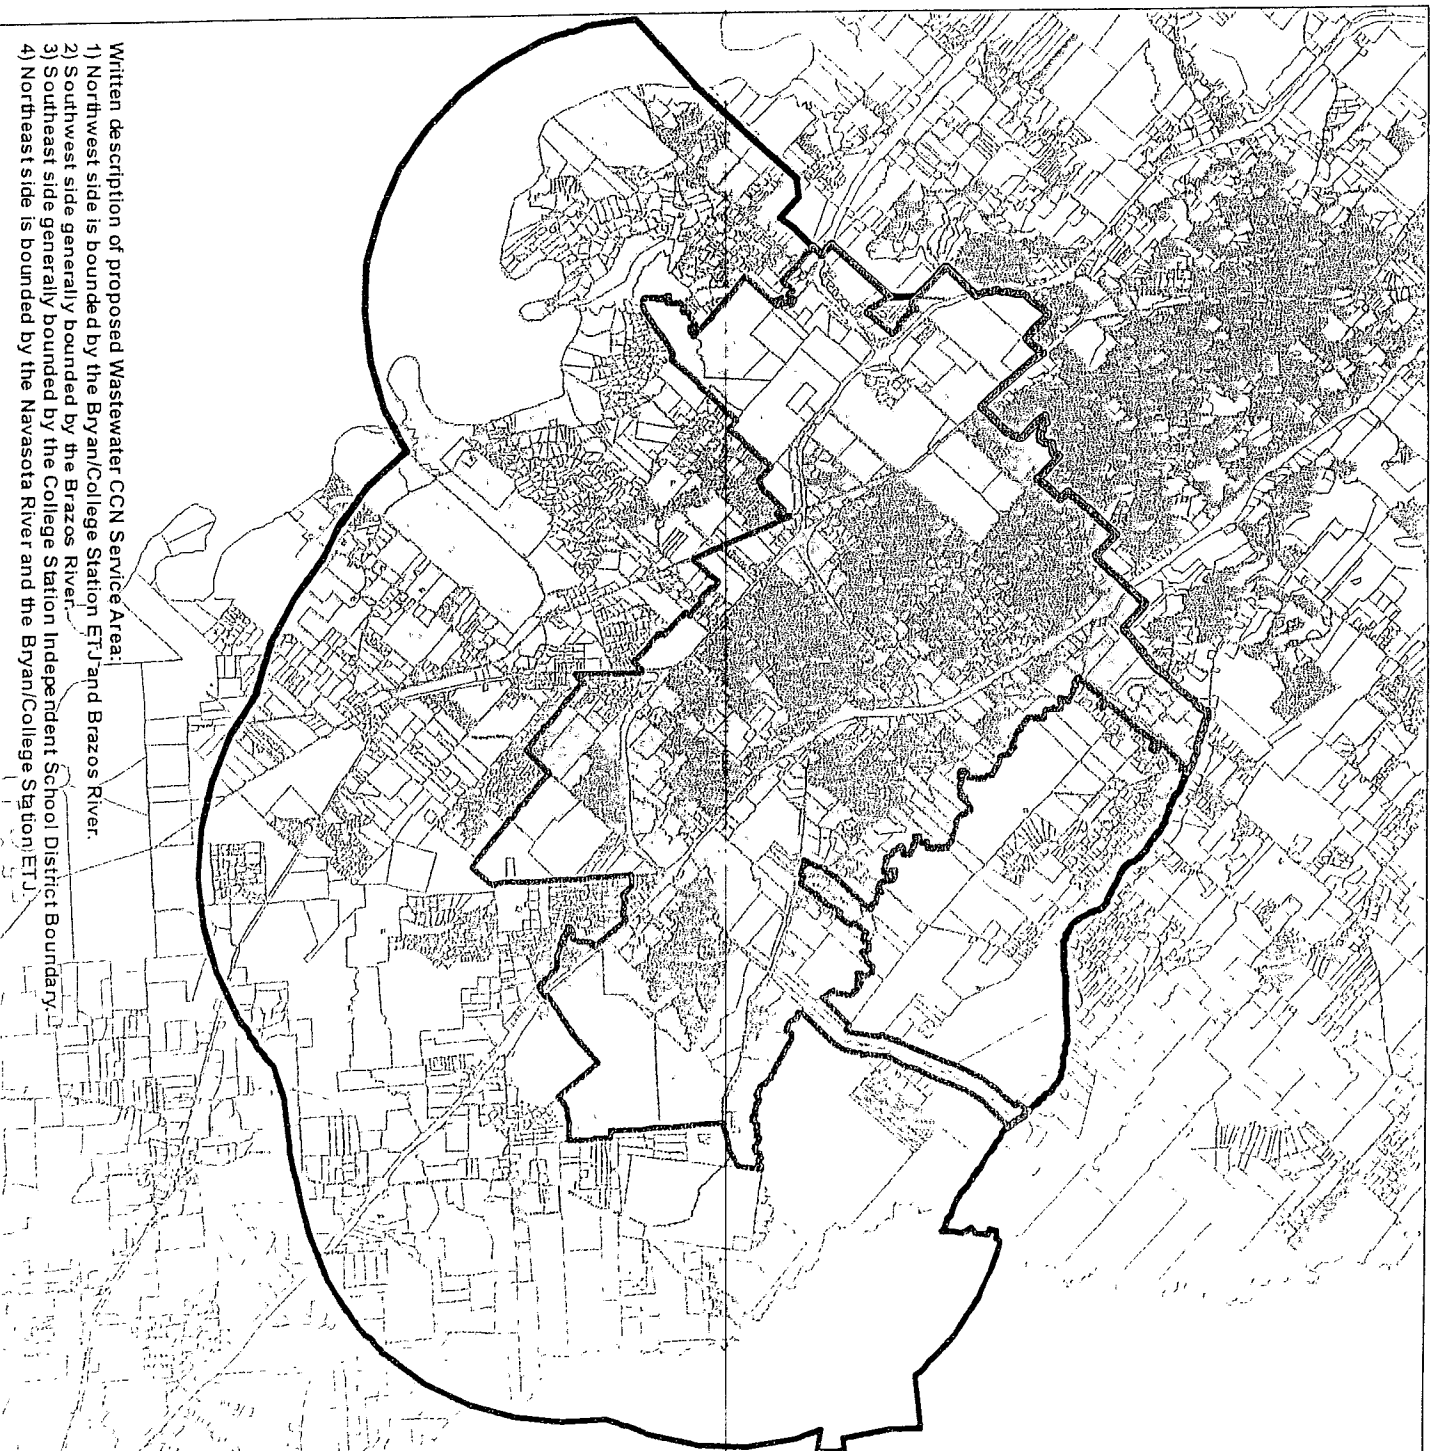 Written description of proposed Wastewater CCN Service Area:
1) Northwest side is bounded by the Bryan/College Station ETJ and Brazos River.
2) Southwest side generally bounded by the Brazos River.
3) Southeast side generally bounded by the College Station Independent School District Boundary.
4) Northeast side is bounded by the Navasota River and the Bryan/College Station ETJ.